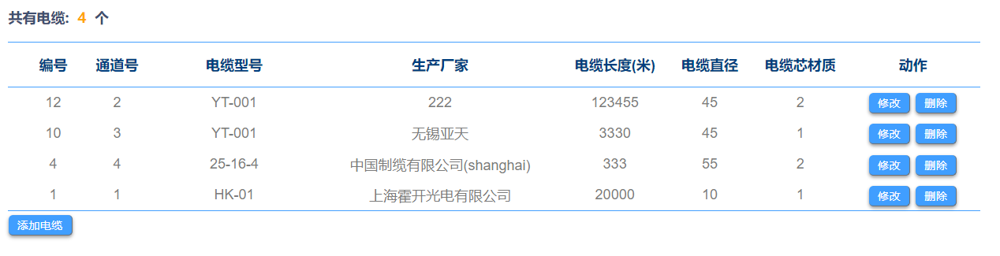 共有电缆: 4 个
编号 通道号 电缆型号 生产厂家 电缆长度(米) 电缆直径 电缆芯材质 动作
12 2 YT-001 222 123455 45 2 修改 删除
10 3 YT-001 无锡亚天 3330 45 1 修改 删除
4 4 25-16-4 中国制缆有限公司(shanghai) 333 55 2 修改 删除
1 1 HK-01 上海霍开光电有限公司 20000 10 1 修改 删除
添加电缆